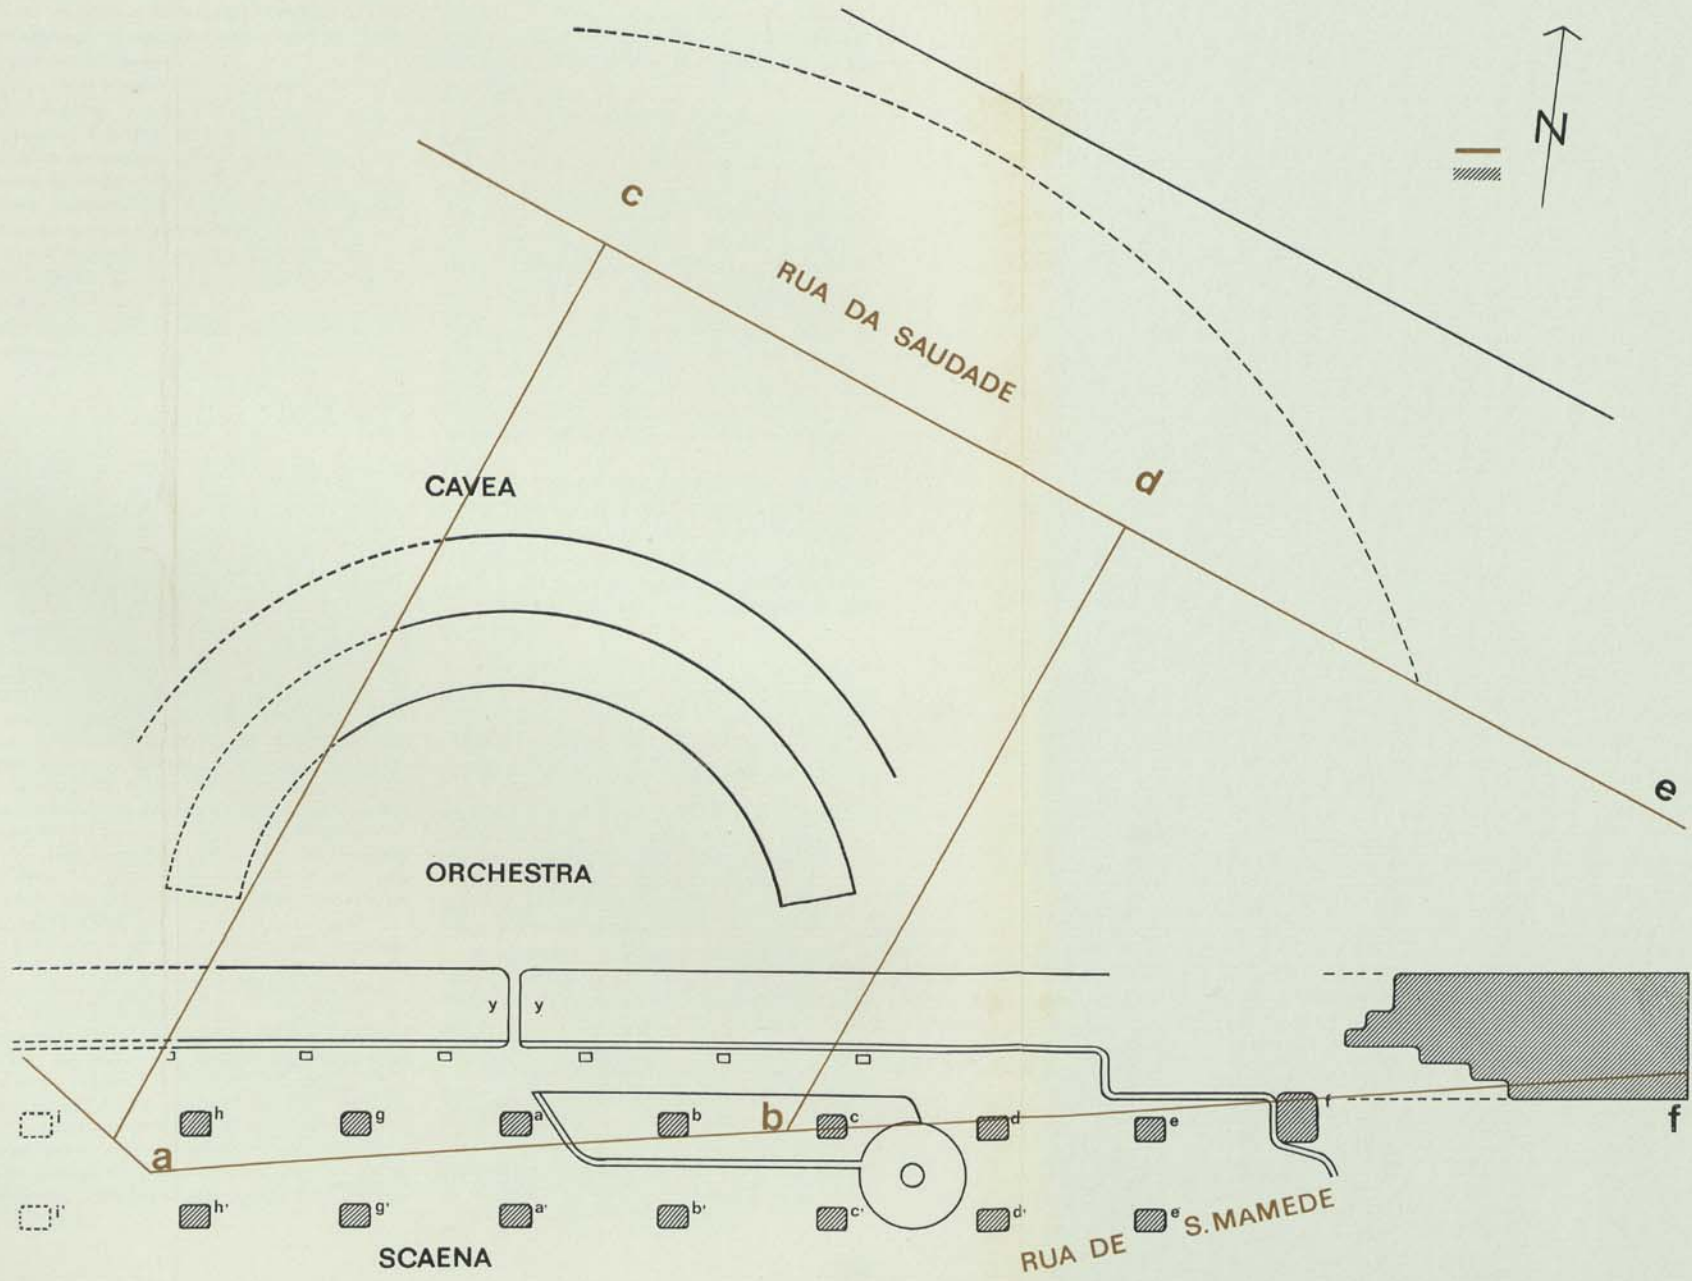 N
c
RUA DA SAUDADE
d
CAVEA
e
ORCHESTRA
y y
i h g a b b c d e f
f
a
i' h' g' a' b' c' d' e'
RUA DE S. MAMEDE
SCAENA